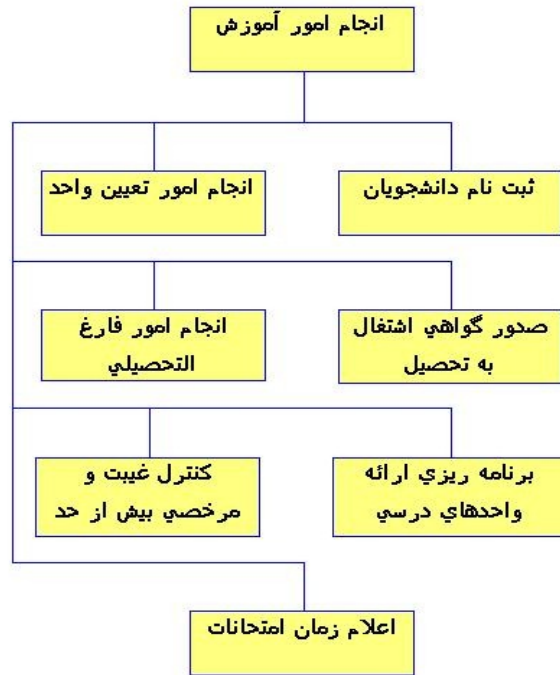 انجام امور آموزش
ثبت نام دانشجويان
انجام امور تعيين واحد
صدور گواهي اشتغال
به تحصيل
انجام امور فارغ
التحصيلي
برنامه ريزي ارائه
واحدهاي درسي
كنترل غيبت و
مرخصي بيش از حد
اعلام زمان امتحانات